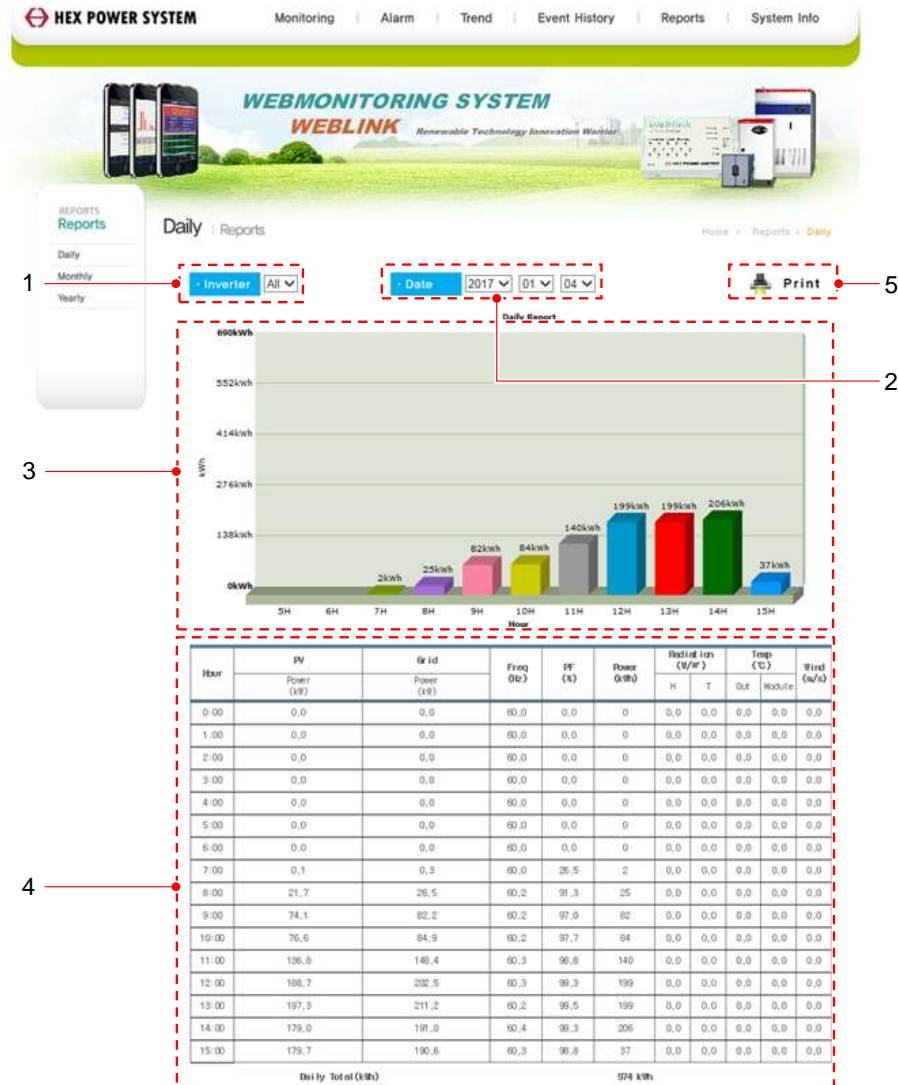 HEX POWER SYSTEM Monitoring Alarm Trend Event History Reports System Info
WEBMONITORING SYSTEM
WEBLINK Renewable Technology Innovation Warrior
Weblink
REPORTS
Reports
Daily
Monthly
Yearly
Daily Reports
Home Reports Daily
1
Inverter All
Date 2017 01 04
Print
5
2
Daily Report
3
690kWh
552kWh
414kWh
276kWh
138kWh
0kWh
kWh
2kWh 25kWh 82kWh 84kWh 140kWh 199kWh 199kWh 206kWh 37kWh
5H 6H 7H 8H 9H 10H 11H 12H 13H 14H 15H
Hour
4
Hour PV Grid Freq (Hz) PF (%) Power (kWh) Radiation (W/㎡) Temp (℃) Wind (m/s)
Power (kW) Power (kW) H T Out Module
0:00 0,0 0,0 60,0 0,0 0 0,0 0,0 0,0 0,0 0,0
1:00 0,0 0,0 60,0 0,0 0 0,0 0,0 0,0 0,0 0,0
2:00 0,0 0,0 60,0 0,0 0 0,0 0,0 0,0 0,0 0,0
3:00 0,0 0,0 60,0 0,0 0 0,0 0,0 0,0 0,0 0,0
4:00 0,0 0,0 60,0 0,0 0 0,0 0,0 0,0 0,0 0,0
5:00 0,0 0,0 60,0 0,0 0 0,0 0,0 0,0 0,0 0,0
6:00 0,0 0,0 60,0 0,0 0 0,0 0,0 0,0 0,0 0,0
7:00 0,1 0,3 60,0 26,5 2 0,0 0,0 0,0 0,0 0,0
8:00 21,7 26,5 60,2 91,3 25 0,0 0,0 0,0 0,0 0,0
9:00 74,1 82,2 60,2 97,0 82 0,0 0,0 0,0 0,0 0,0
10:00 76,6 84,9 60,2 97,7 84 0,0 0,0 0,0 0,0 0,0
11:00 136,8 148,4 60,3 98,8 140 0,0 0,0 0,0 0,0 0,0
12:00 188,7 202,5 60,3 99,3 199 0,0 0,0 0,0 0,0 0,0
13:00 197,3 211,2 60,2 99,5 199 0,0 0,0 0,0 0,0 0,0
14:00 179,0 191,0 60,4 99,3 206 0,0 0,0 0,0 0,0 0,0
15:00 179,7 190,6 60,3 98,8 37 0,0 0,0 0,0 0,0 0,0
Daily Total(kWh) 974 kWh